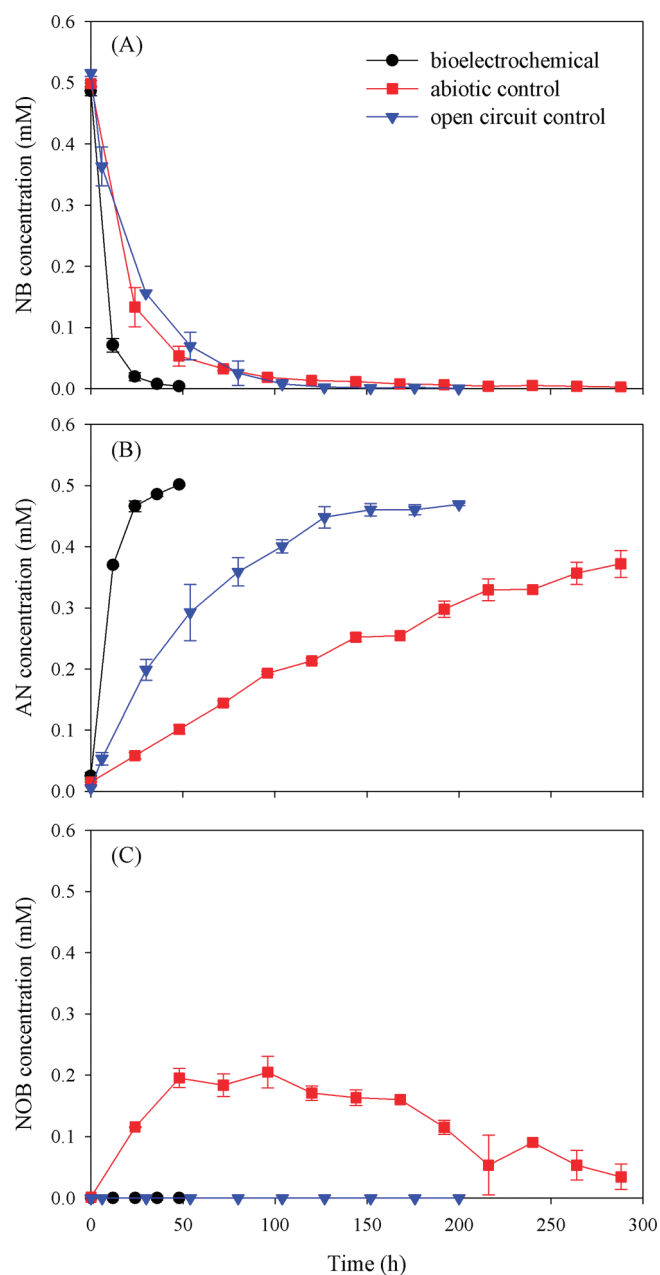 0.6
(A)
bioelectrochemical
0.5
abiotic control
open circuit control
0.4
0.3
0.2
0.1
0.0
NB concentration (mM)
0.6
(B)
0.5
0.4
0.3
0.2
0.1
0.0
AN concentration (mM)
0.6
(C)
0.5
0.4
0.3
0.2
0.1
0.0
NOB concentration (mM)
0 50 100 150 200 250 300
Time (h)